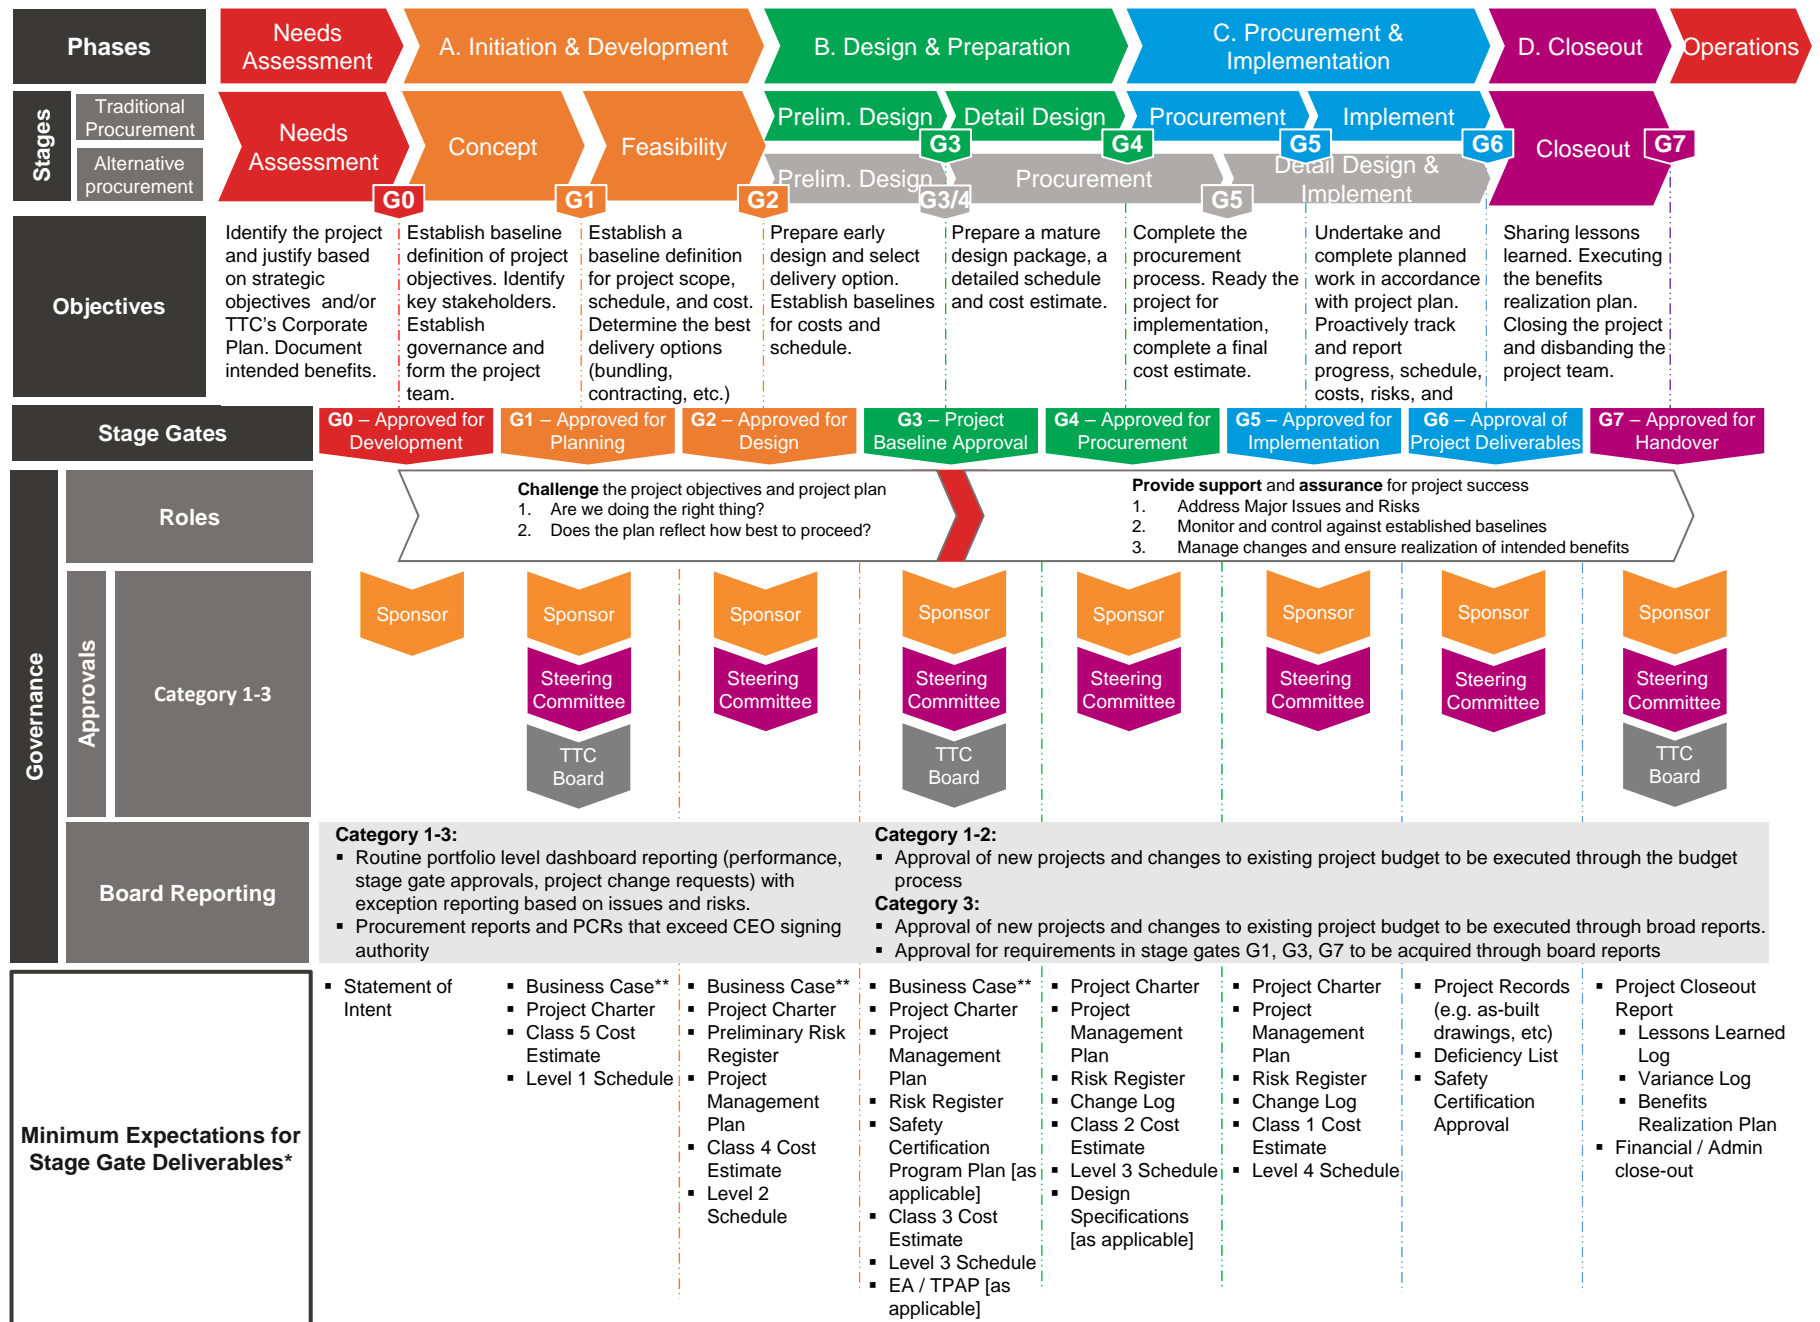 Phases
Needs
Assessment
A. Initiation & Development
B. Design & Preparation
C. Procurement &
Implementation
D. Closeout
Operations
Stages
Traditional
Procurement
Alternative
procurement
Needs
Assessment
Concept
Feasibility
Prelim. Design
Detail Design
Procurement
Implement
Closeout
Prelim. Design
Procurement
Detail Design &
Implement
G0
G1
G2
G3
G3/4
G4
G5
G5
G6
G7
Objectives
Identify the project
and justify based
on strategic
objectives and/or
TTC's Corporate
Plan. Document
intended benefits.
Establish baseline
definition of project
objectives. Identify
key stakeholders.
Establish
governance and
form the project
team.
Establish a
baseline definition
for project scope,
schedule, and cost.
Determine the best
delivery options
(bundling,
contracting, etc.)
Prepare early
design and select
delivery option.
Establish baselines
for costs and
schedule.
Prepare a mature
design package, a
detailed schedule
and cost estimate.
Complete the
procurement
process. Ready the
project for
implementation,
complete a final
cost estimate.
Undertake and
complete planned
work in accordance
with project plan.
Proactively track
and report
progress, schedule,
costs, risks, and
Sharing lessons
learned. Executing
the benefits
realization plan.
Closing the project
and disbanding the
project team.
Stage Gates
G0 – Approved for
Development
G1 – Approved for
Planning
G2 – Approved for
Design
G3 – Project
Baseline Approval
G4 – Approved for
Procurement
G5 – Approved for
Implementation
G6 – Approval of
Project Deliverables
G7 – Approved for
Handover
Governance
Roles
Challenge the project objectives and project plan
1. Are we doing the right thing?
2. Does the plan reflect how best to proceed?
Provide support and assurance for project success
1. Address Major Issues and Risks
2. Monitor and control against established baselines
3. Manage changes and ensure realization of intended benefits
Approvals
Category 1-3
Sponsor
Sponsor
Steering
Committee
TTC
Board
Sponsor
Steering
Committee
Sponsor
Steering
Committee
TTC
Board
Sponsor
Steering
Committee
Sponsor
Steering
Committee
Sponsor
Steering
Committee
Sponsor
Steering
Committee
TTC
Board
Board Reporting
Category 1-3:
▪ Routine portfolio level dashboard reporting (performance,
stage gate approvals, project change requests) with
exception reporting based on issues and risks.
▪ Procurement reports and PCRs that exceed CEO signing
authority
Category 1-2:
▪ Approval of new projects and changes to existing project budget to be executed through the budget
process
Category 3:
▪ Approval of new projects and changes to existing project budget to be executed through broad reports.
▪ Approval for requirements in stage gates G1, G3, G7 to be acquired through board reports
Minimum Expectations for
Stage Gate Deliverables*
▪ Statement of
Intent
▪ Business Case**
▪ Project Charter
▪ Class 5 Cost
Estimate
▪ Level 1 Schedule
▪ Business Case**
▪ Project Charter
▪ Preliminary Risk
Register
▪ Project
Management
Plan
▪ Class 4 Cost
Estimate
▪ Level 2
Schedule
▪ Business Case**
▪ Project Charter
▪ Project
Management
Plan
▪ Risk Register
▪ Safety
Certification
Program Plan [as
applicable]
▪ Class 3 Cost
Estimate
▪ Level 3 Schedule
▪ EA / TPAP [as
applicable]
▪ Project Charter
▪ Project
Management
Plan
▪ Risk Register
▪ Change Log
▪ Class 2 Cost
Estimate
▪ Level 3 Schedule
▪ Design
Specifications
[as applicable]
▪ Project Charter
▪ Project
Management
Plan
▪ Risk Register
▪ Change Log
▪ Class 1 Cost
Estimate
▪ Level 4 Schedule
▪ Project Records
(e.g. as-built
drawings, etc)
▪ Deficiency List
▪ Safety
Certification
Approval
▪ Project Closeout
Report
▪ Lessons Learned
Log
▪ Variance Log
▪ Benefits
Realization Plan
▪ Financial / Admin
close-out